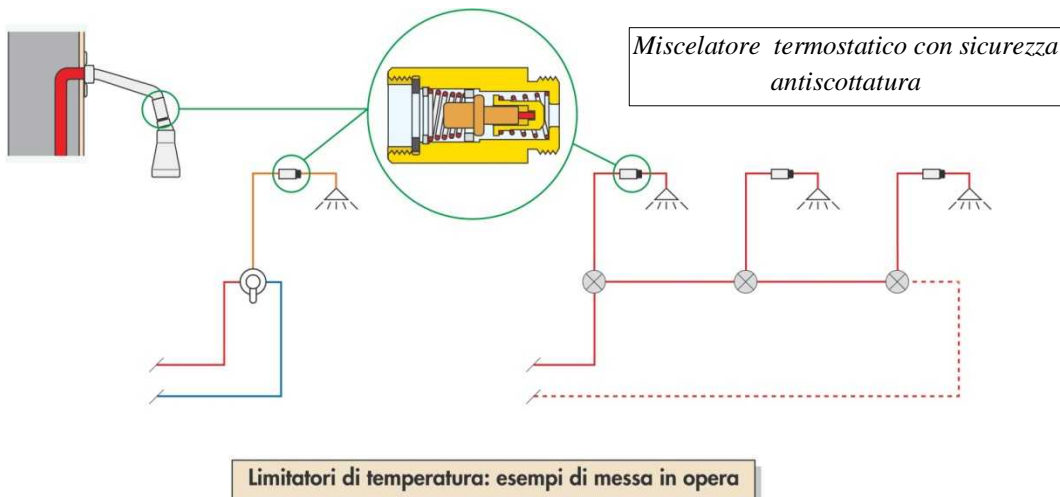 Miscelatore termostatico con sicurezza
antiscottatura
Limitatori di temperatura: esempi di messa in opera